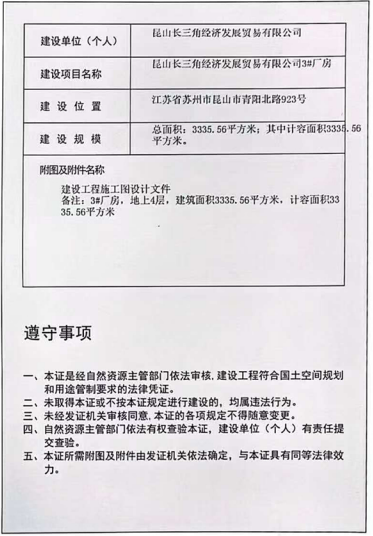 建设单位（个人） 昆山长三角经济发展贸易有限公司
建设项目名称 昆山长三角经济发展贸易有限公司3#厂房
建设位置 江苏省苏州市昆山市青阳北路923号
建设规模 总面积：3335.56平方米；其中计容面积3335.56
平方米。
附图及附件名称
建设工程施工图设计文件
备注：3#厂房，地上4层，建筑面积3335.56平方米，计容面积33
35.56平方米
遵守事项
一、本证是经自然资源主管部门依法审核，建设工程符合国土空间规划
和用途管制要求的法律凭证。
二、未取得本证或不按本证规定进行建设的，均属违法行为。
三、未经发证机关审核同意，本证的各项规定不得随意变更。
四、自然资源主管部门依法有权查验本证，建设单位（个人）有责任提
交查验。
五、本证所需附图及附件由发证机关依法确定，与本证具有同等法律效
力。